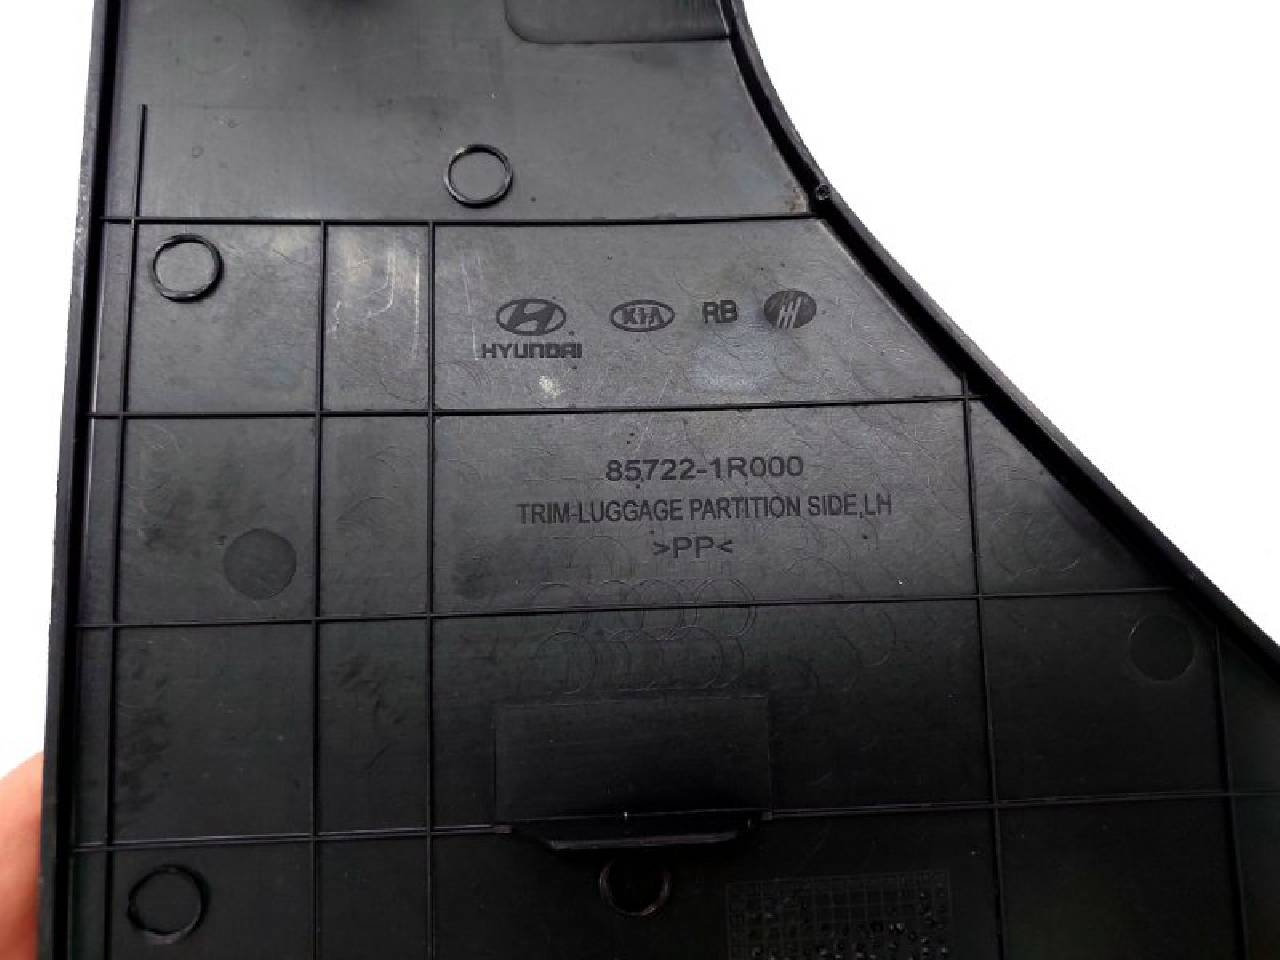 HYUNDAI
KIA
RB
85722-1R000
TRIM-LUGGAGE PARTITION SIDE,LH
>PP<